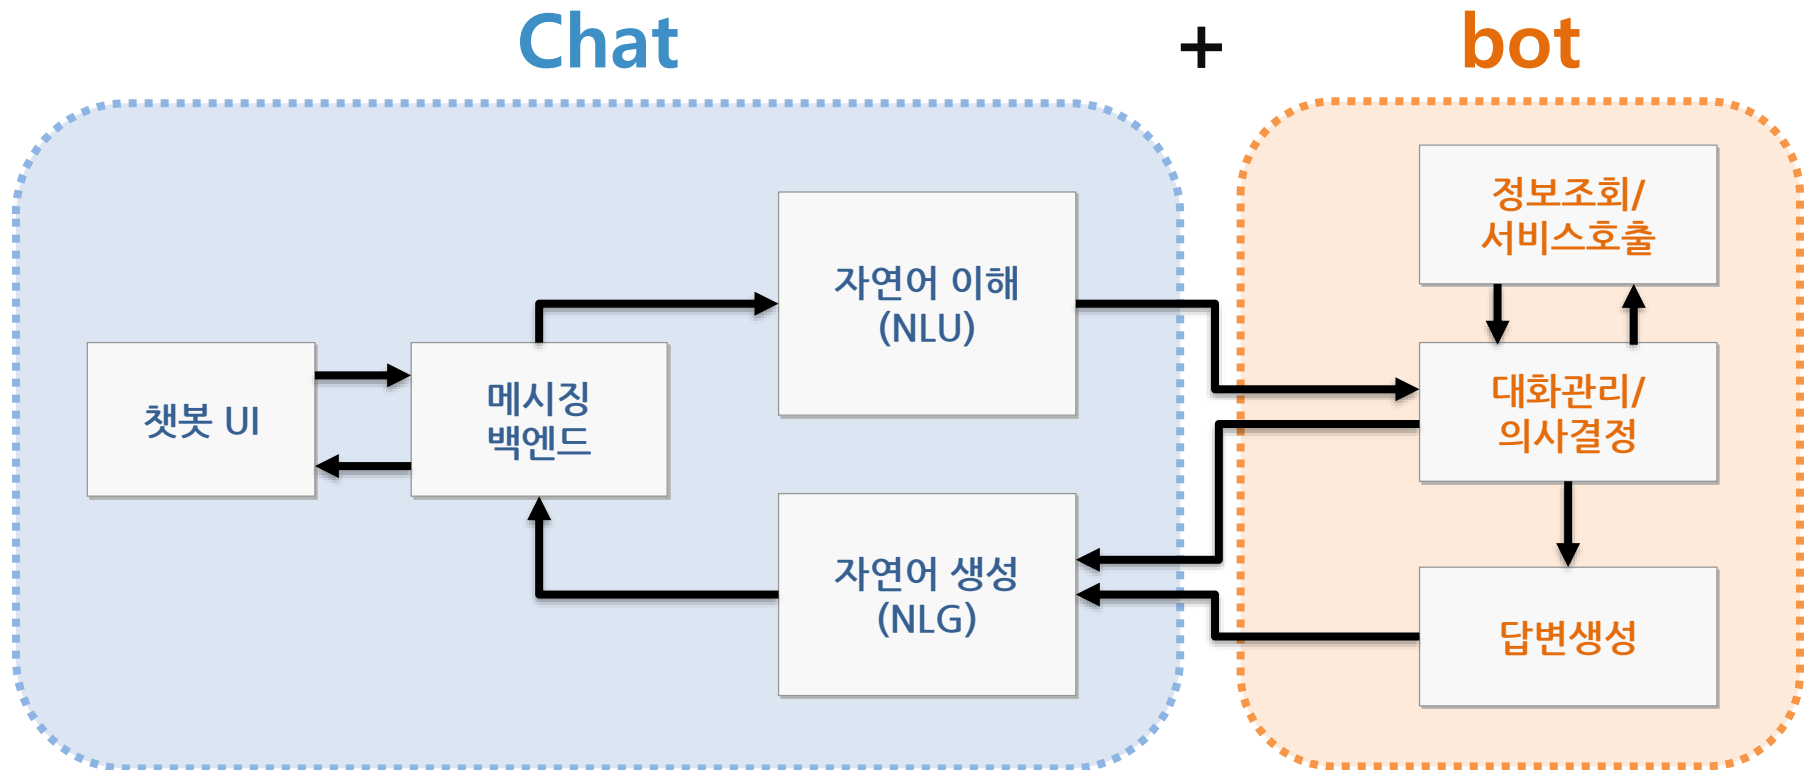 Chat
+
bot
챗봇 UI
메시징
백엔드
자연어 이해
(NLU)
자연어 생성
(NLG)
정보조회/
서비스호출
대화관리/
의사결정
답변생성